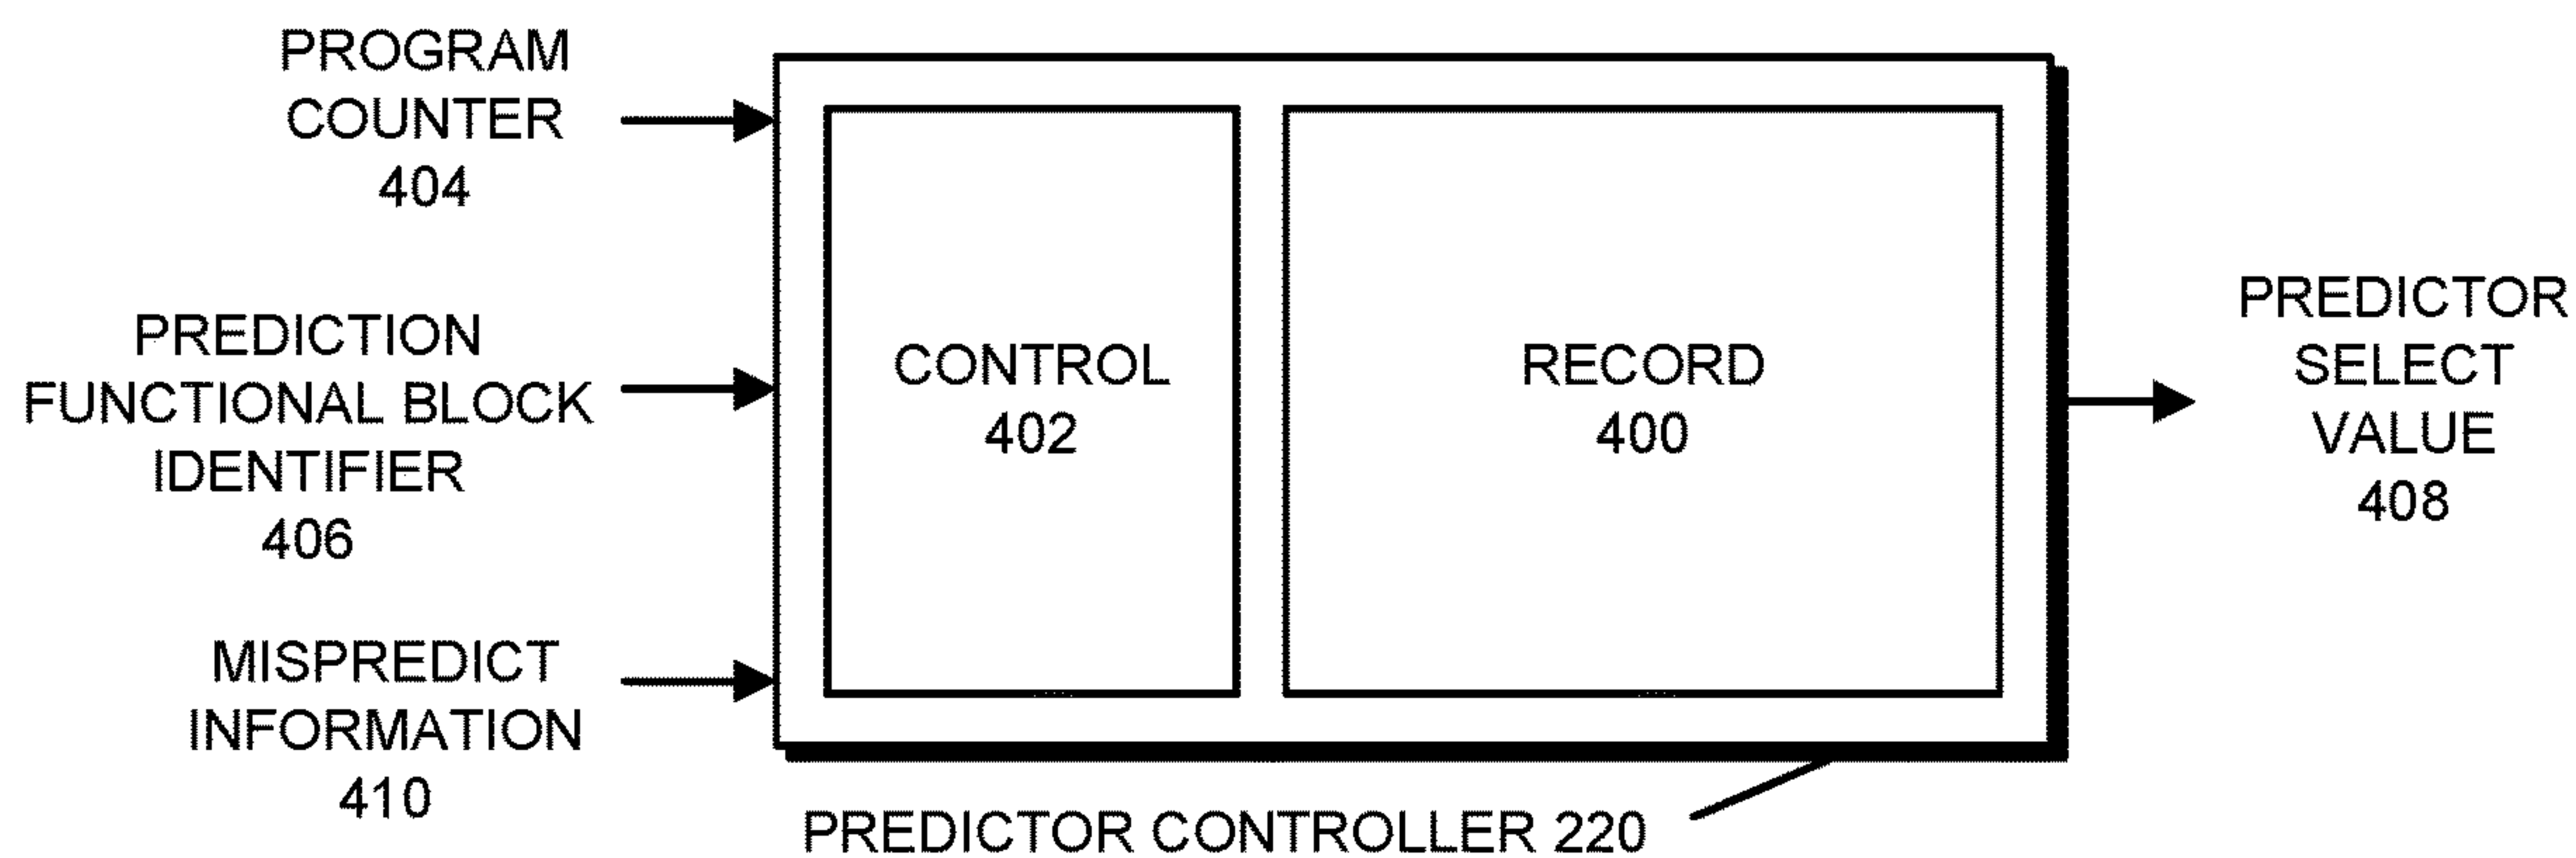 PROGRAM
COUNTER
404
PREDICTION
FUNCTIONAL BLOCK
IDENTIFIER
406
MISPREDICT
INFORMATION
410
CONTROL
402
RECORD
400
PREDICTOR
SELECT
VALUE
408
PREDICTOR CONTROLLER 220